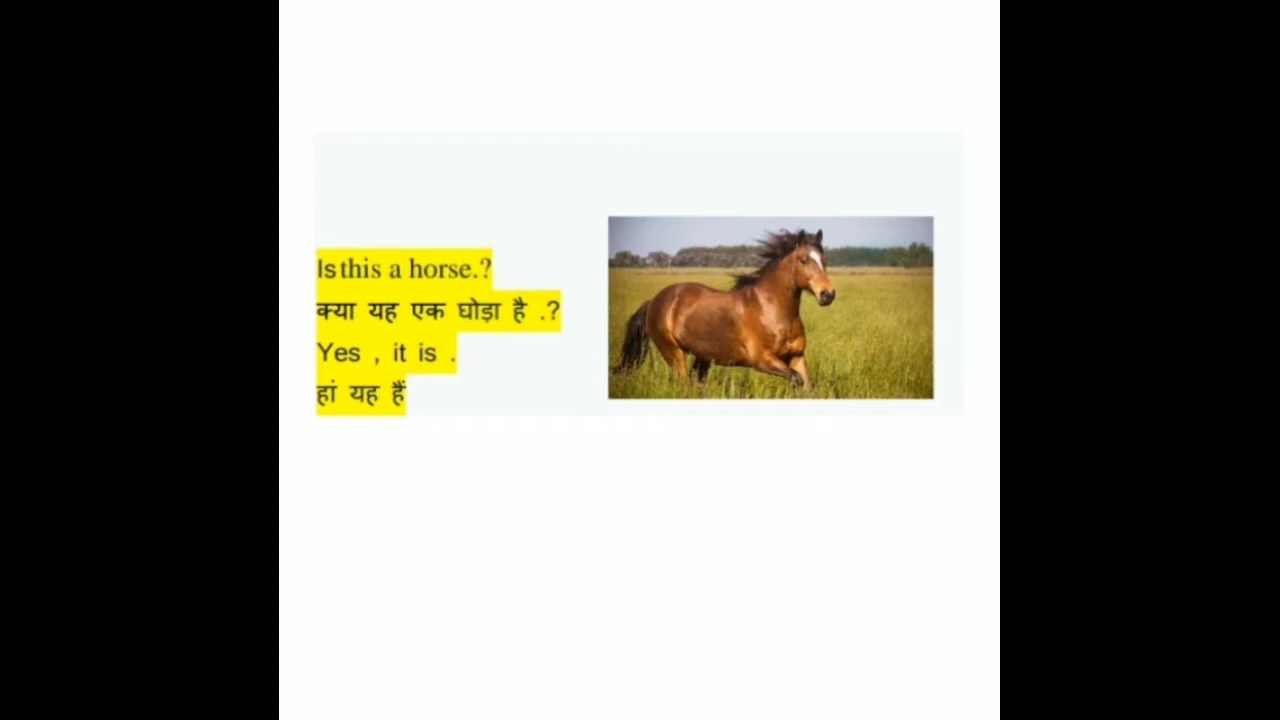 Is this a horse.?
क्या यह एक घोड़ा है .?
Yes , it is .
हां यह हैं